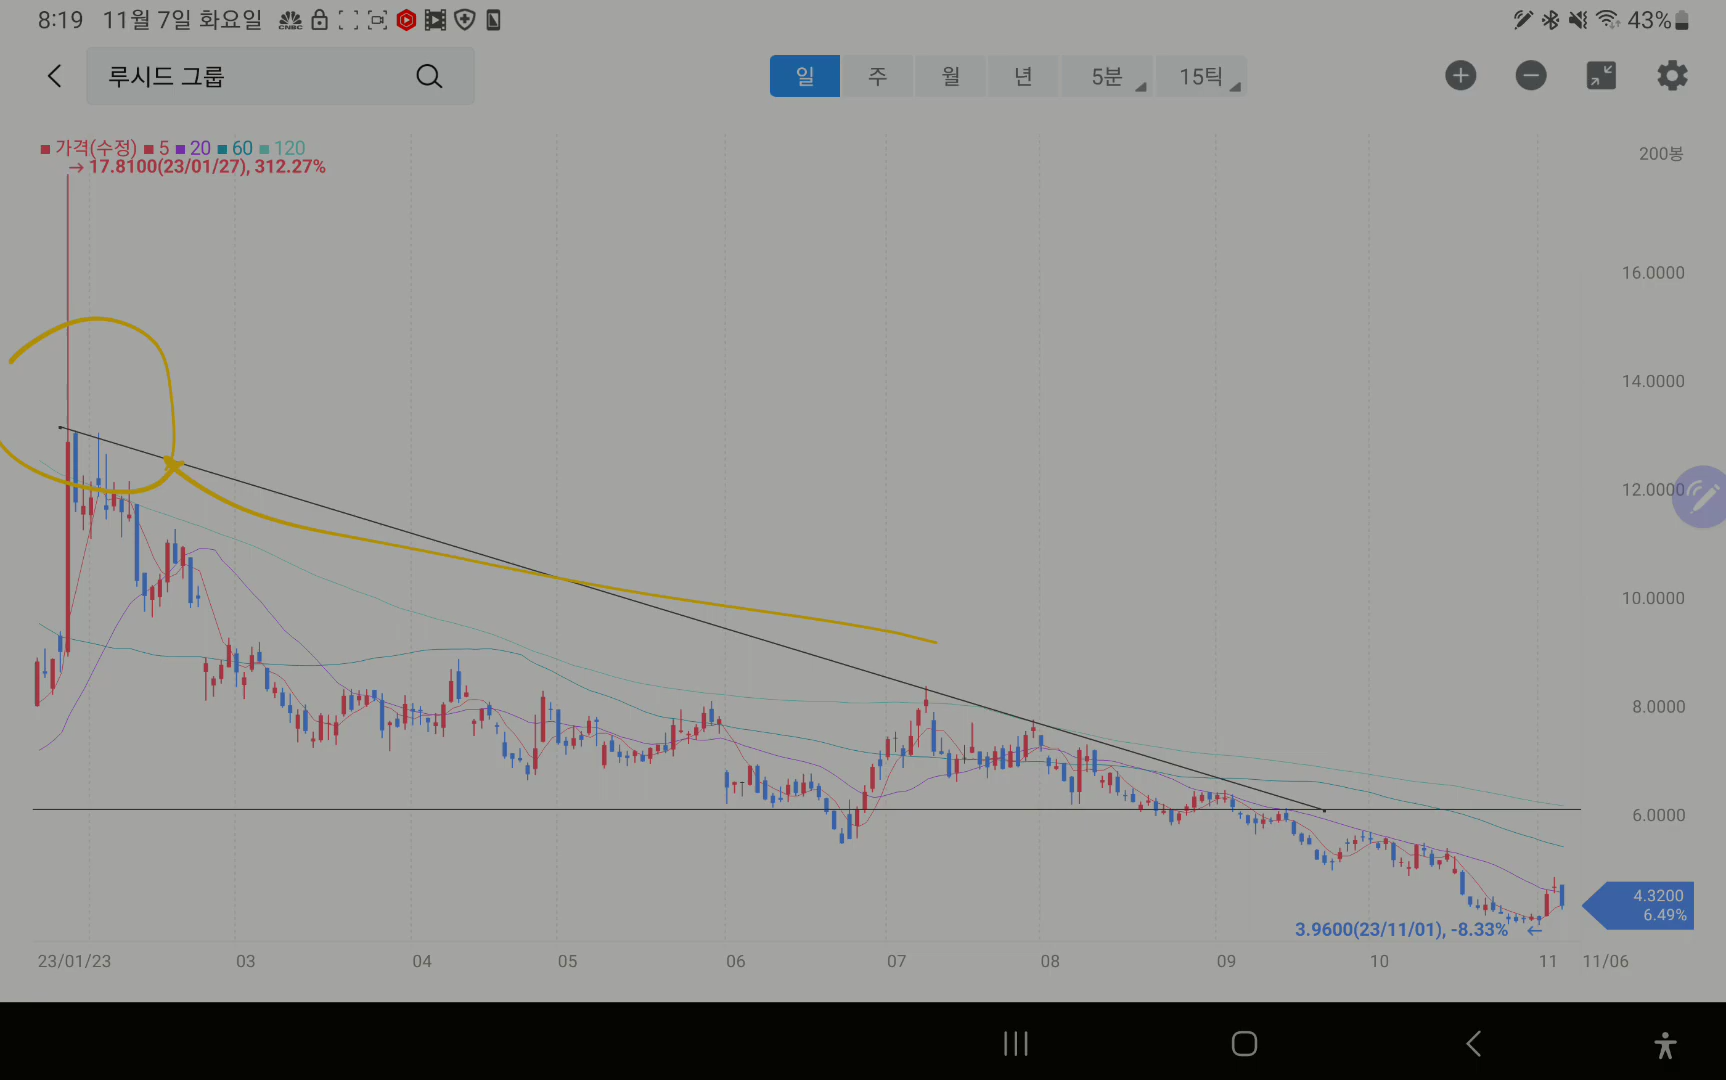 8:19 11월 7일 화요일 CNBC 43%
루시드 그룹 일 주 월 년 5분 15틱
가격(수정) 5 20 60 120
200봉
→ 17.8100(23/01/27), 312.27%
16.0000
14.0000
12.0000
10.0000
8.0000
6.0000
4.3200
6.49%
3.9600(23/11/01), -8.33% ←
23/01/23 03 04 05 06 07 08 09 10 11 11/06